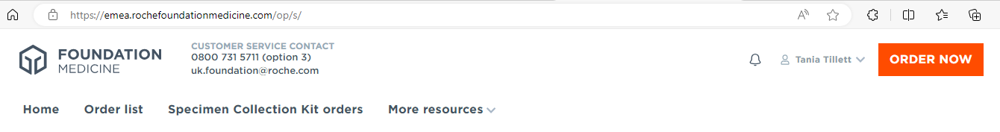 https://emea.rochefoundationmedicine.com/op/s/
FOUNDATION
MEDICINE
CUSTOMER SERVICE CONTACT
0800 731 5711 (option 3)
uk.foundation@roche.com
Tania Tillett
ORDER NOW
Home
Order list
Specimen Collection Kit orders
More resources